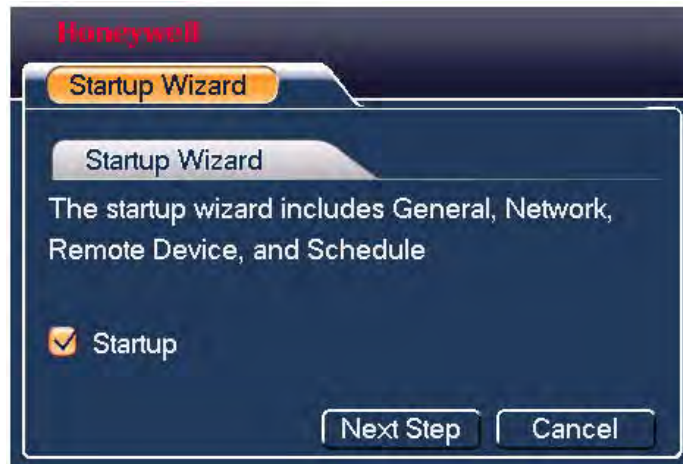 Honeywell
Startup Wizard
Startup Wizard
The startup wizard includes General, Network,
Remote Device, and Schedule
Startup
Next Step
Cancel